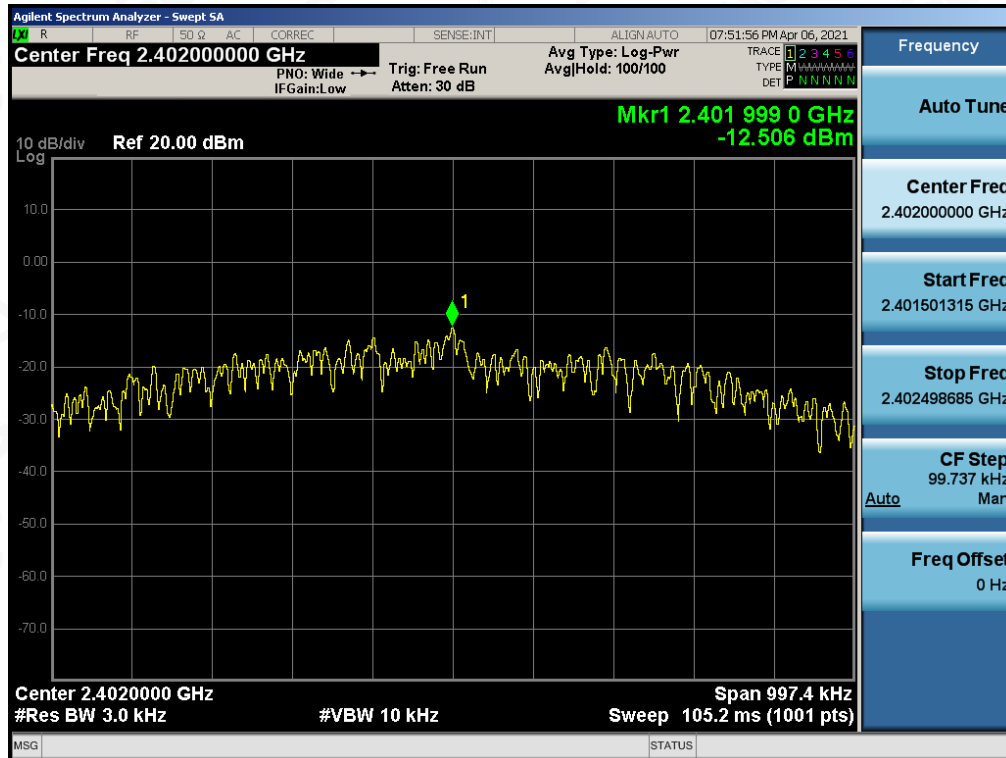 Agilent Spectrum Analyzer - Swept SA
LXI R RF 50 Ω AC CORREC SENSE:INT ALIGN AUTO 07:51:56 PM Apr 06, 2021
Center Freq 2.402000000 GHz
PNO: Wide
IFGain:Low
Trig: Free Run
Atten: 30 dB
Avg Type: Log-Pwr
Avg|Hold: 100/100
TRACE 1 2 3 4 5 6
TYPE M
DET P N N N N N
Mkr1 2.401 999 0 GHz
-12.506 dBm
10 dB/div Ref 20.00 dBm
Log
10.0
0.00
-10.0
-20.0
-30.0
-40.0
-50.0
-60.0
-70.0
1
Center 2.4020000 GHz Span 997.4 kHz
#Res BW 3.0 kHz #VBW 10 kHz Sweep 105.2 ms (1001 pts)
MSG STATUS
Frequency
Auto Tune
Center Freq
2.402000000 GHz
Start Freq
2.401501315 GHz
Stop Freq
2.402498685 GHz
CF Step
99.737 kHz
Auto Man
Freq Offset
0 Hz